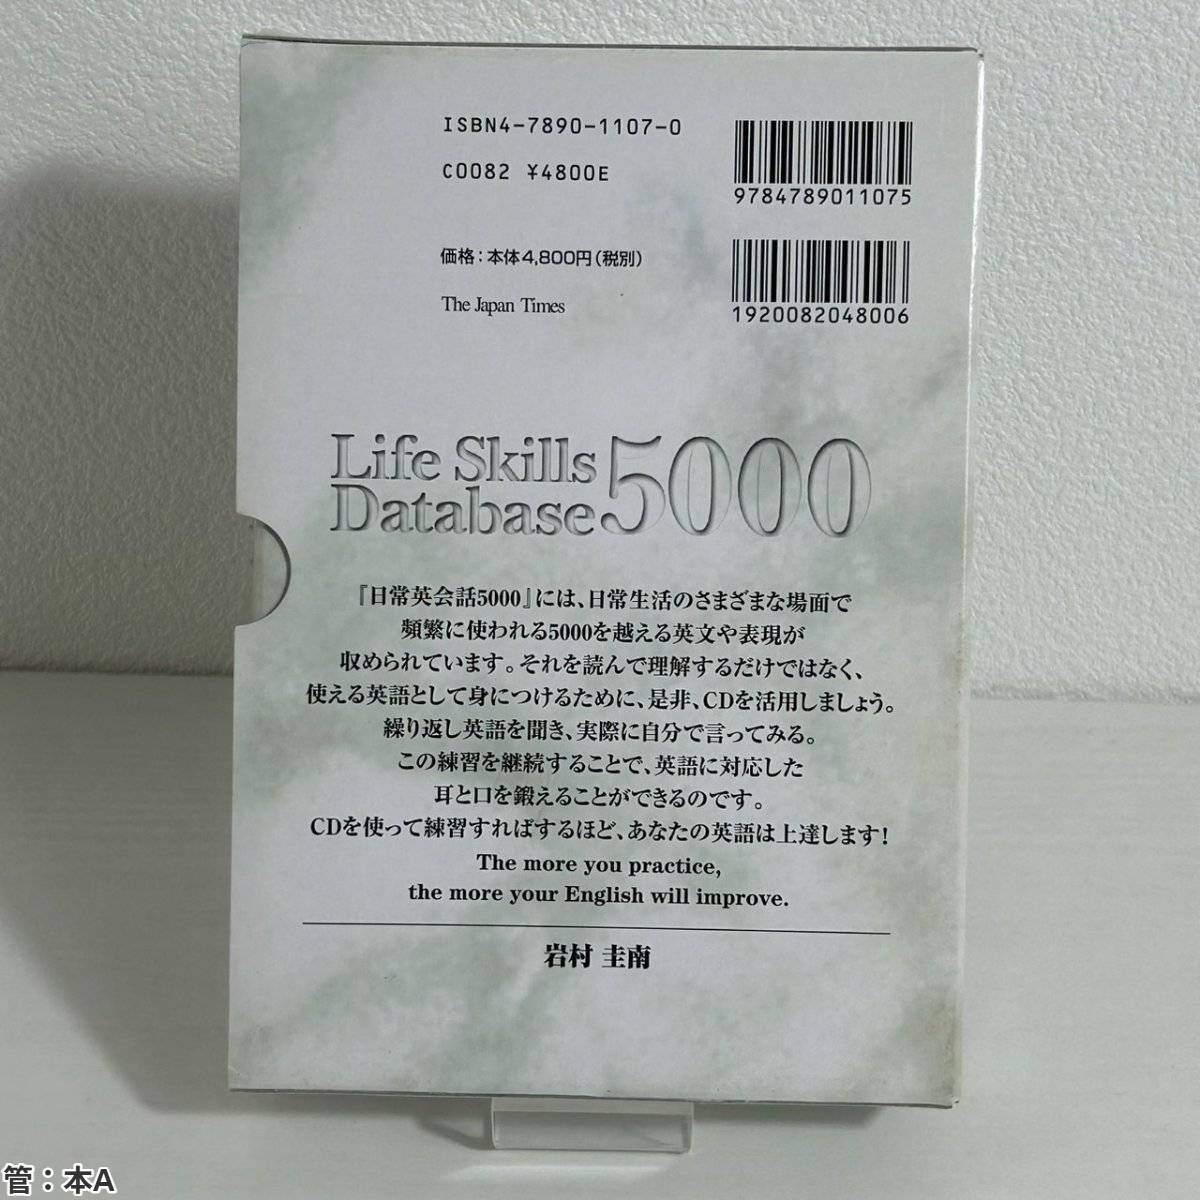 ISBN4-7890-1107-0
C0082 ¥4800E
9784789011075
価格：本体4,800円（税別）
The Japan Times
1920082048006
Life Skills
Database5000
『日常英会話5000』には、日常生活のさまざまな場面で
頻繁に使われる5000を越える英文や表現が
収められています。それを読んで理解するだけではなく、
使える英語として身につけるために、是非、CDを活用しましょう。
繰り返し英語を聞き、実際に自分で言ってみる。
この練習を継続することで、英語に対応した
耳と口を鍛えることができるのです。
CDを使って練習すればするほど、あなたの英語は上達します！
The more you practice,
the more your English will improve.
岩村 圭南
管：本A